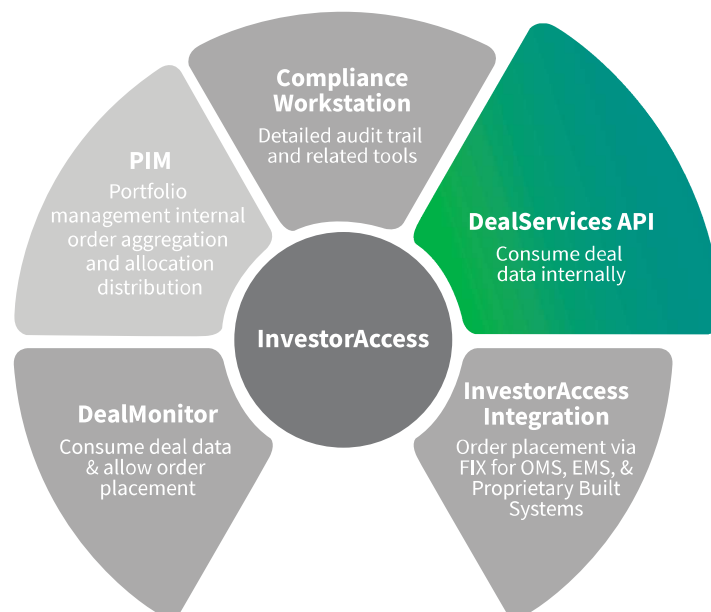 Compliance
Workstation
Detailed audit trail
and related tools
PIM
Portfolio
management internal
order aggregation
and allocation
distribution
DealServices API
Consume deal
data internally
InvestorAccess
DealMonitor
Consume deal data
& allow order
placement
InvestorAccess
Integration
Order placement via
FIX for OMS, EMS, &
Proprietary Built
Systems